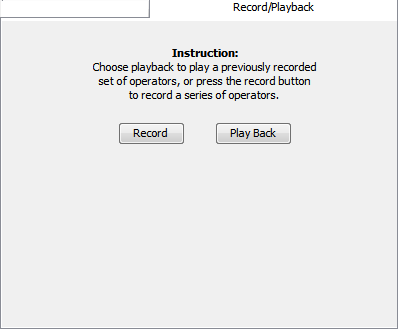 Record/Playback
Instruction:
Choose playback to play a previously recorded
set of operators, or press the record button
to record a series of operators.
Record
Play Back